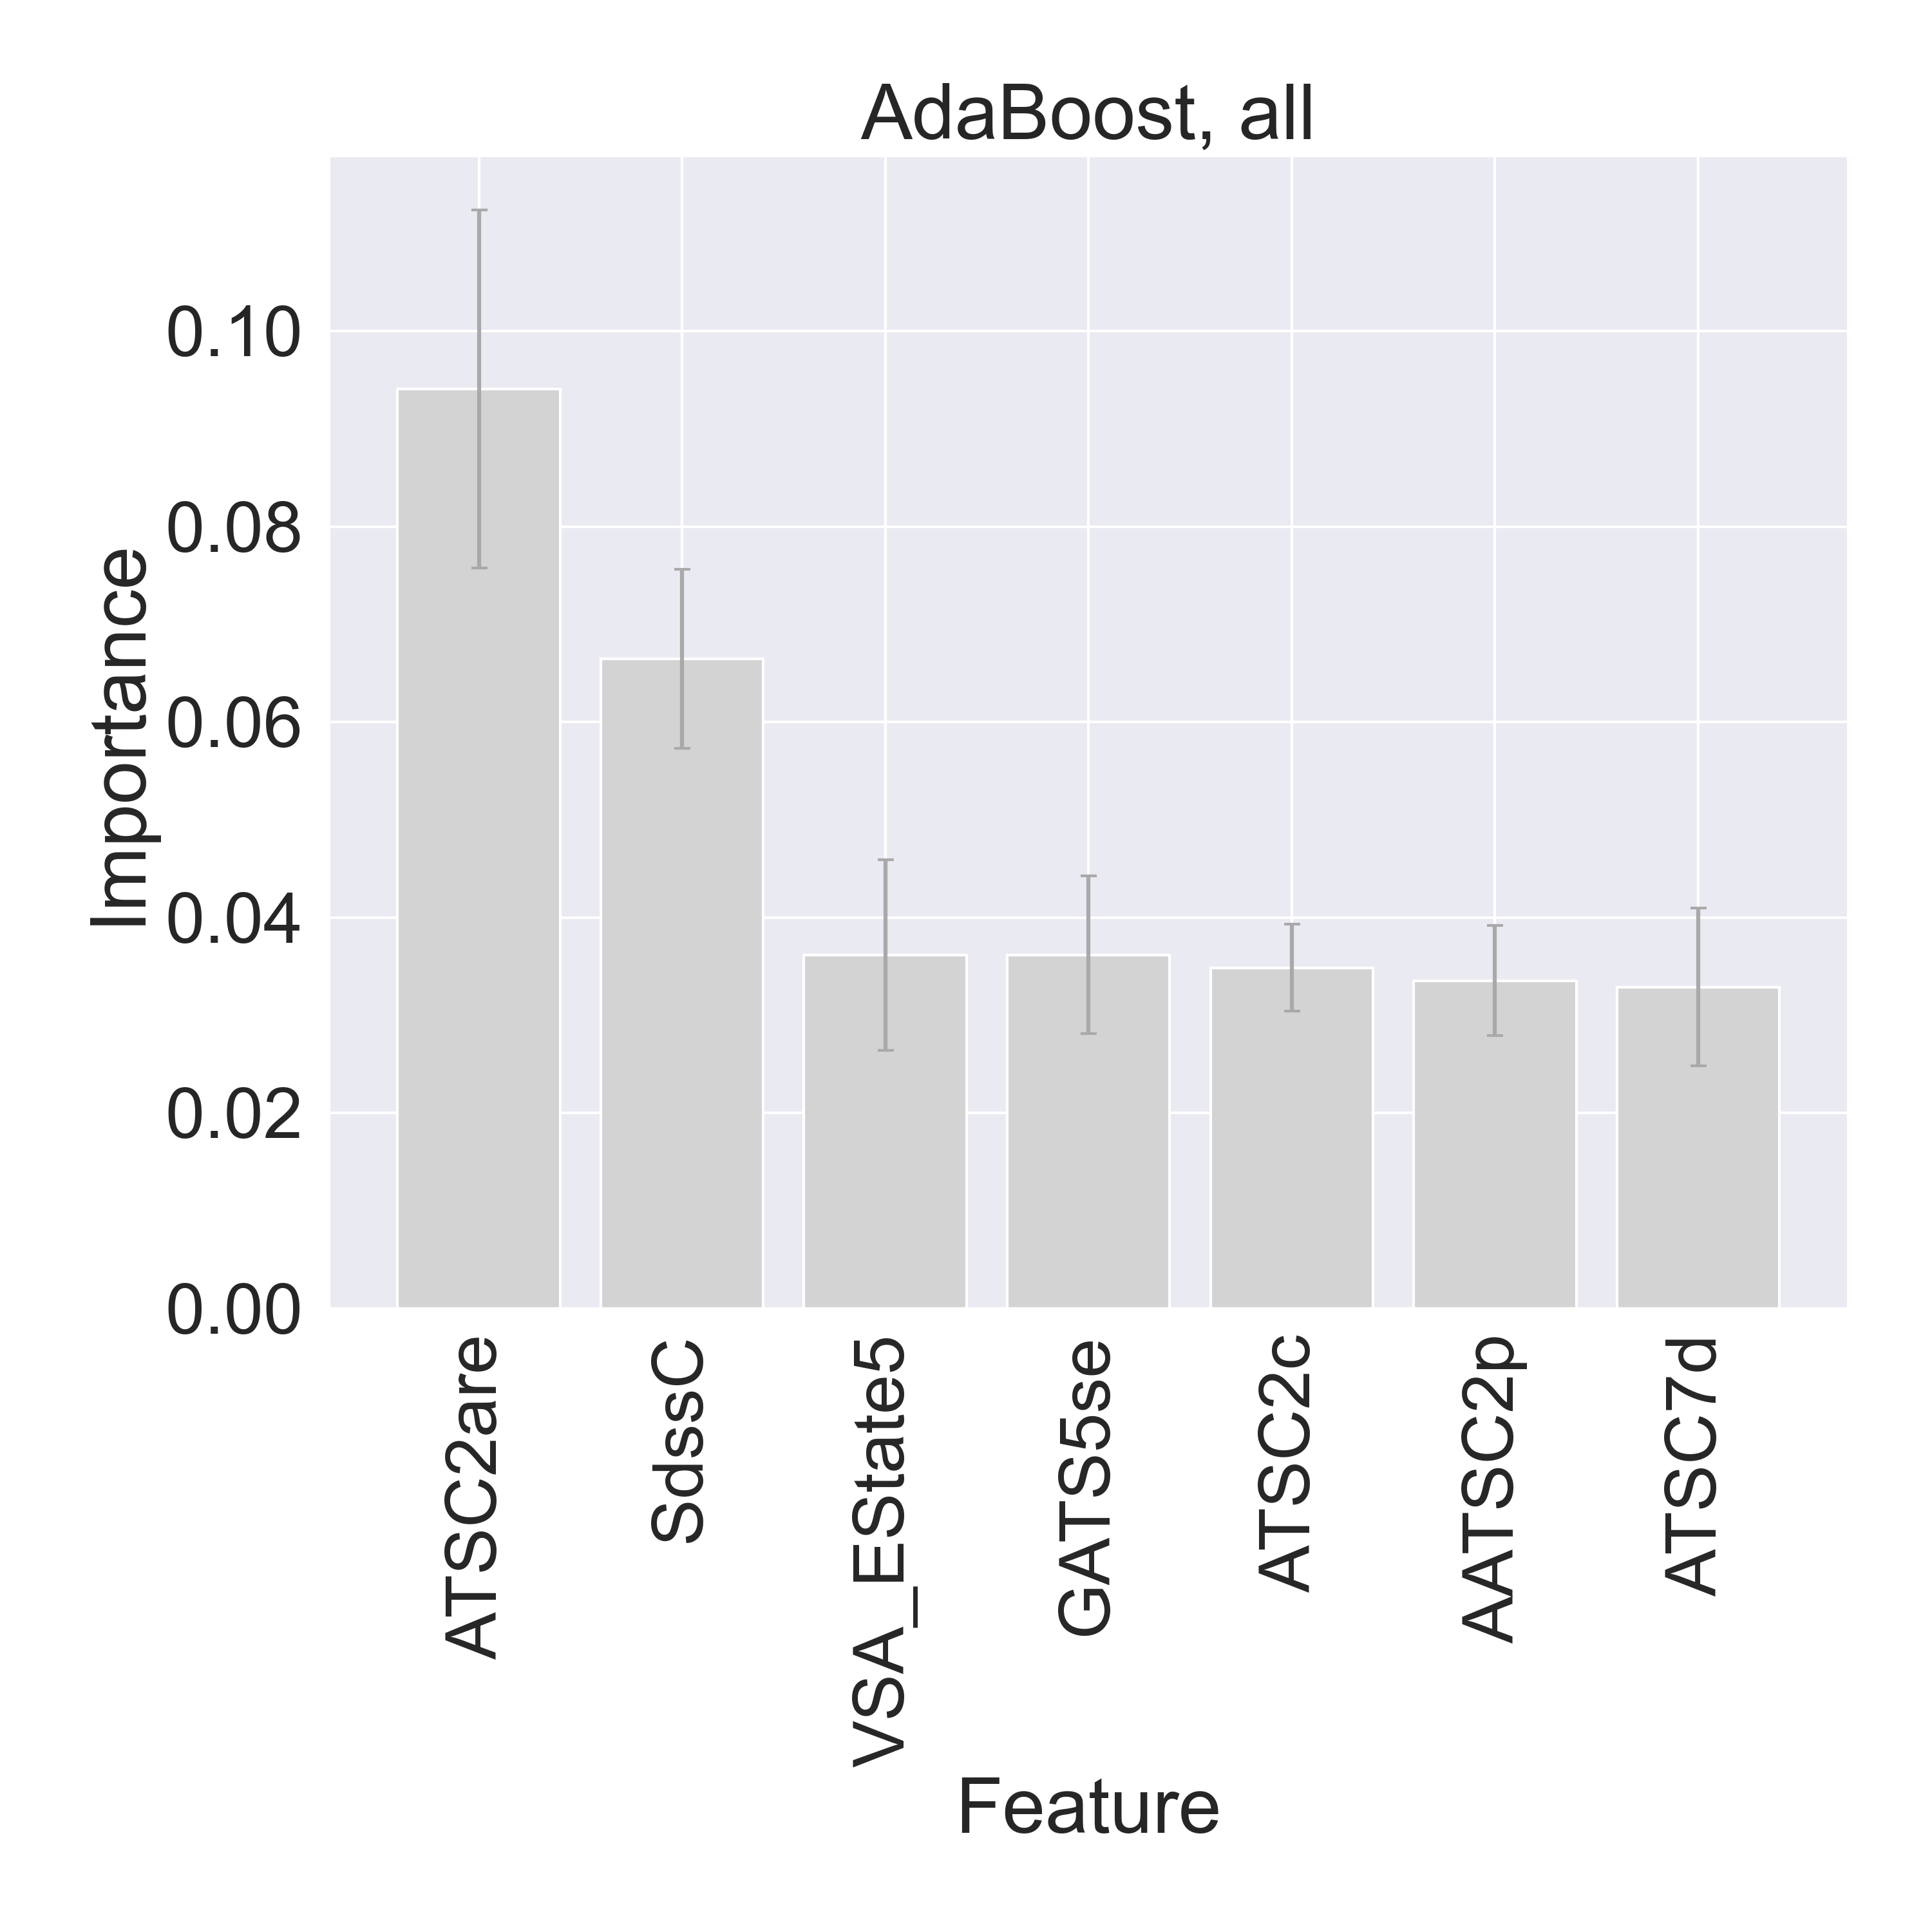 AdaBoost, all
Importance
0.10
0.08
0.06
0.04
0.02
0.00
ATSC2are
SdssC
VSA_EState5
GATS5se
ATSC2c
AATSC2p
ATSC7d
Feature